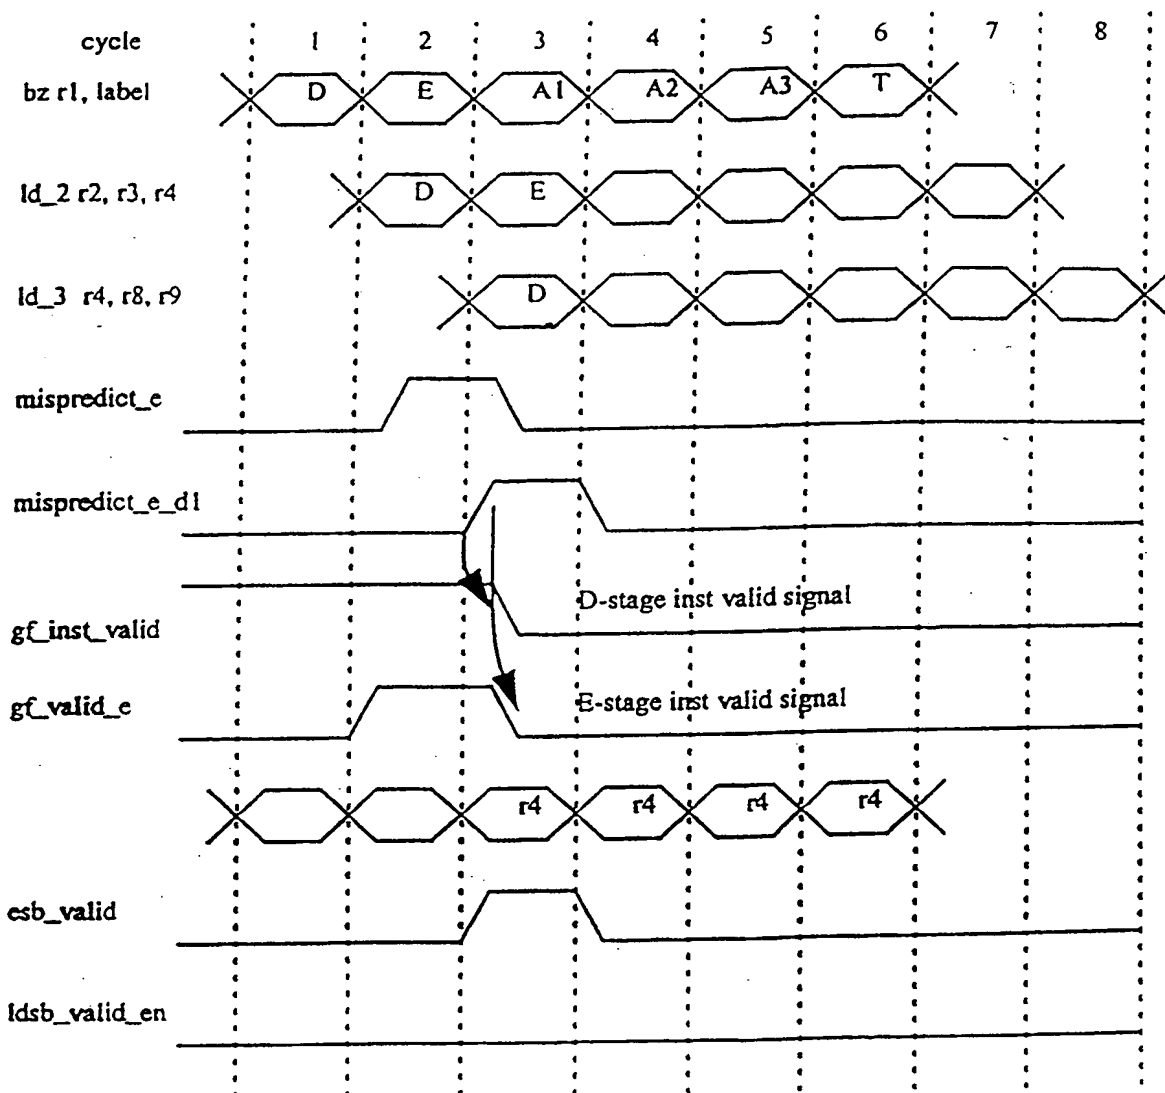 cycle 1 2 3 4 5 6 7 8
bz r1, label D E A1 A2 A3 T
ld_2 r2, r3, r4 D E
ld_3 r4, r8, r9 D
mispredict_e
mispredict_e_d1
D-stage inst valid signal
gf_inst_valid
gf_valid_e E-stage inst valid signal
r4 r4 r4 r4
esb_valid
ldsb_valid_en